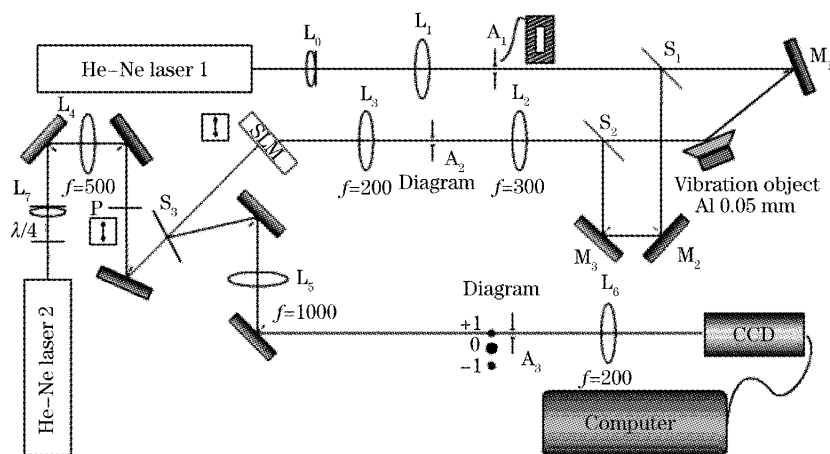 He-Ne laser 1
L₀
L₁
A₁
S₁
M₁
L₄
SLM
L₃
A₂
L₂
S₂
f=200
Diagram
f=300
Vibration object
Al 0.05 mm
L₇
f=500
P
S₃
λ/4
M₃
M₂
L₅
f=1000
He-Ne laser 2
Diagram
L₆
+1
0
-1
A₃
f=200
CCD
Computer